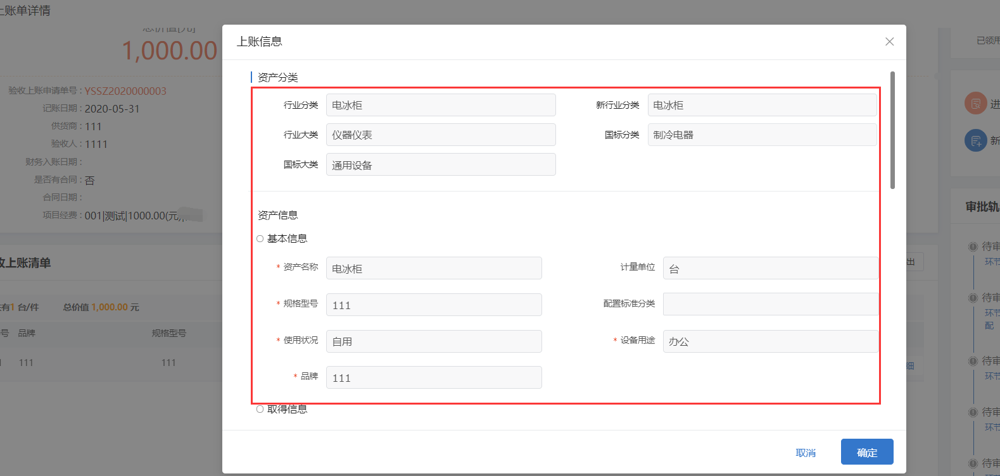 上账单详情
总价值[元]
1,000.00
验收上账申请单号 : YSSZ2020000003
记账日期 : 2020-05-31
供货商 : 111
验收人 : 1111
财务入账日期 :
是否有合同 : 否
合同日期 :
项目经费 : 001|测试|1000.00(元)
收上账清单
共有1 台/件 总价值 1,000.00 元
号 品牌 规格型号
111 111
上账信息
资产分类
行业分类 电冰柜 新行业分类 电冰柜
行业大类 仪器仪表 国标分类 制冷电器
国标大类 通用设备
资产信息
基本信息
* 资产名称 电冰柜 计量单位 台
* 规格型号 111 配置标准分类
* 使用状况 自用 * 设备用途 办公
* 品牌 111
取得信息
取消 确定
已领用
进
新
审批轨
出
细
待审
环节
待审
环节
配
待审
环节
待审
环节
待审